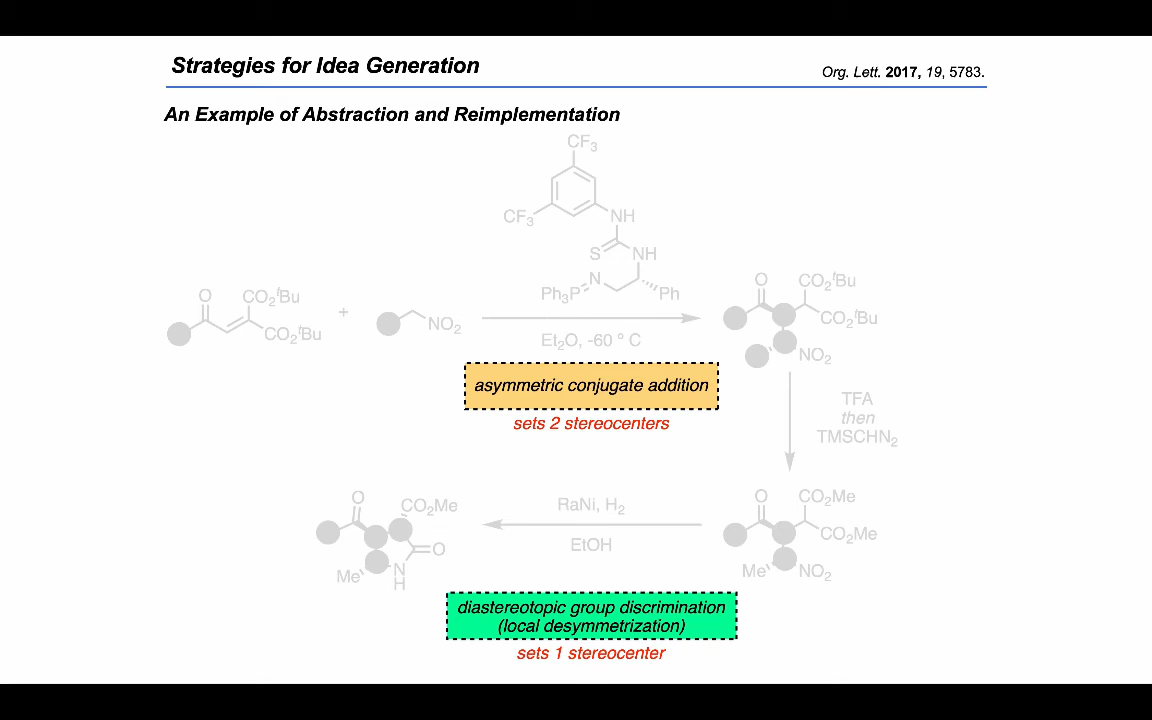 Strategies for Idea Generation
Org. Lett. 2017, 19, 5783.
An Example of Abstraction and Reimplementation
CF3
CF3
NH
S
NH
N
Ph3P
Ph
O
CO2tBu
CO2tBu
+
NO2
Et2O, -60 ° C
O
CO2tBu
CO2tBu
NO2
asymmetric conjugate addition
sets 2 stereocenters
TFA
then
TMSCHN2
O
CO2Me
CO2Me
Me
NO2
RaNi, H2
EtOH
O
CO2Me
O
N
H
Me
diastereotopic group discrimination
(local desymmetrization)
sets 1 stereocenter